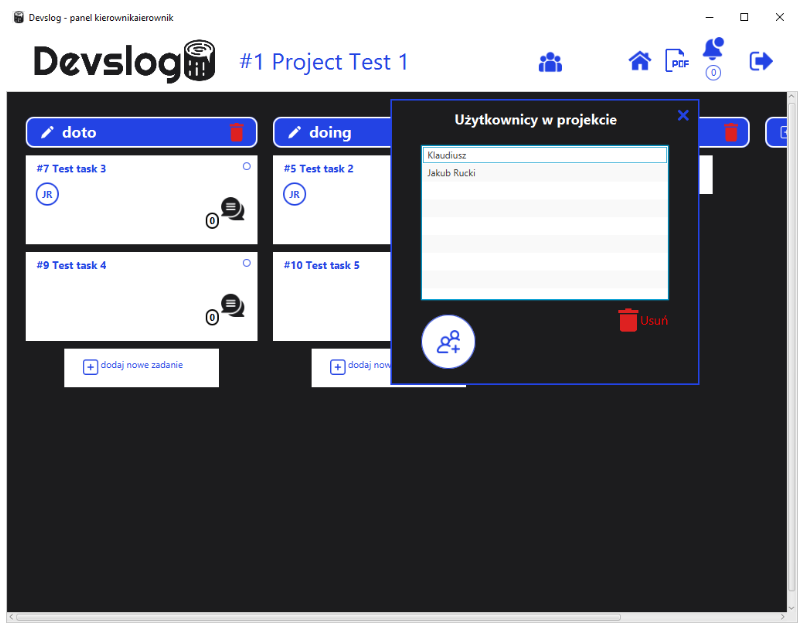 Devslog - panel kierownikaierownik
Devslog
#1 Project Test 1
PDF
0
doto
doing
Użytkownicy w projekcie
Klaudiusz
Jakub Rucki
Usuń
#7 Test task 3
JR
0
#5 Test task 2
JR
#9 Test task 4
0
#10 Test task 5
dodaj nowe zadanie
dodaj now